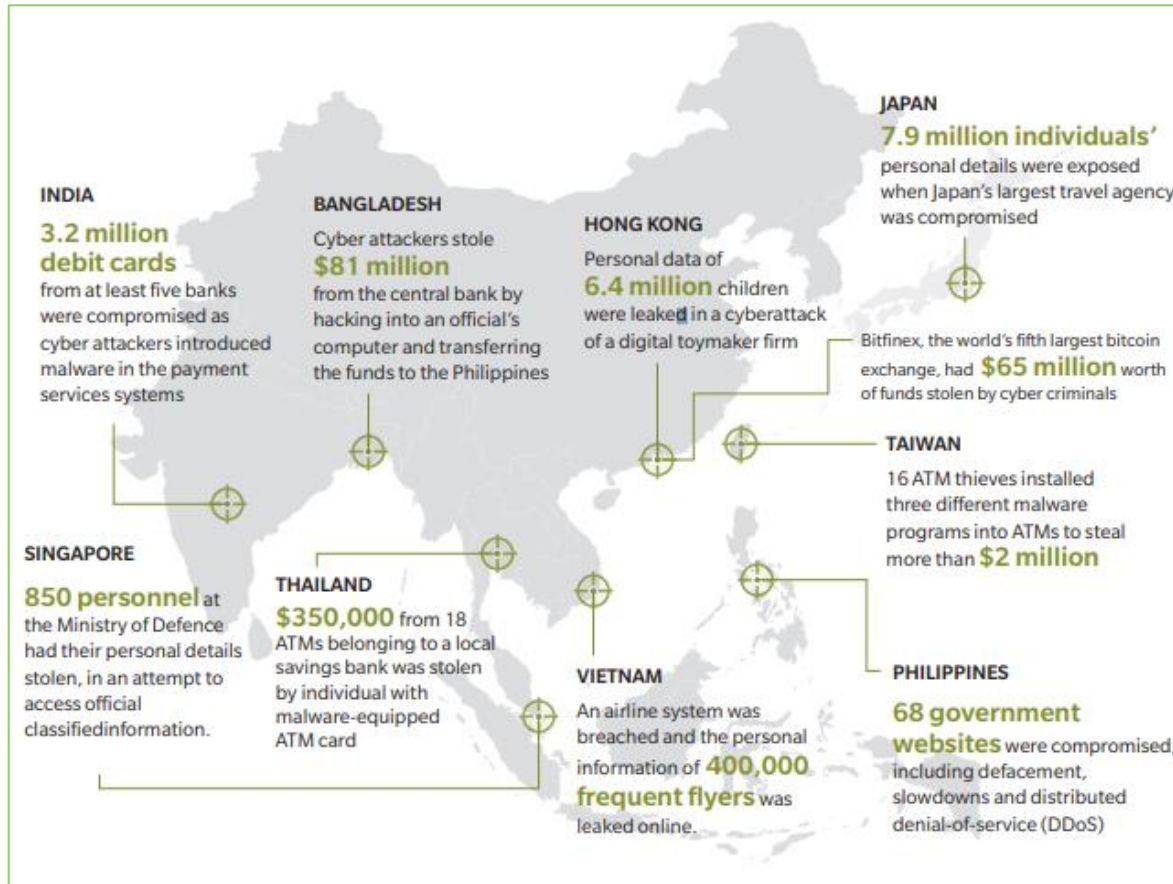 JAPAN
7.9 million individuals’
personal details were exposed
when Japan’s largest travel agency
was compromised
INDIA
3.2 million
debit cards
from at least five banks
were compromised as
cyber attackers introduced
malware in the payment
services systems
BANGLADESH
Cyber attackers stole
$81 million
from the central bank by
hacking into an official’s
computer and transferring
the funds to the Philippines
HONG KONG
Personal data of
6.4 million children
were leaked in a cyberattack
of a digital toymaker firm
Bitfinex, the world’s fifth largest bitcoin
exchange, had $65 million worth
of funds stolen by cyber criminals
TAIWAN
16 ATM thieves installed
three different malware
programs into ATMs to steal
more than $2 million
SINGAPORE
850 personnel at
the Ministry of Defence
had their personal details
stolen, in an attempt to
access official
classifiedinformation.
THAILAND
$350,000 from 18
ATMs belonging to a local
savings bank was stolen
by individual with
malware-equipped
ATM card
VIETNAM
An airline system was
breached and the personal
information of 400,000
frequent flyers was
leaked online.
PHILIPPINES
68 government
websites were compromised,
including defacement,
slowdowns and distributed
denial-of-service (DDoS)